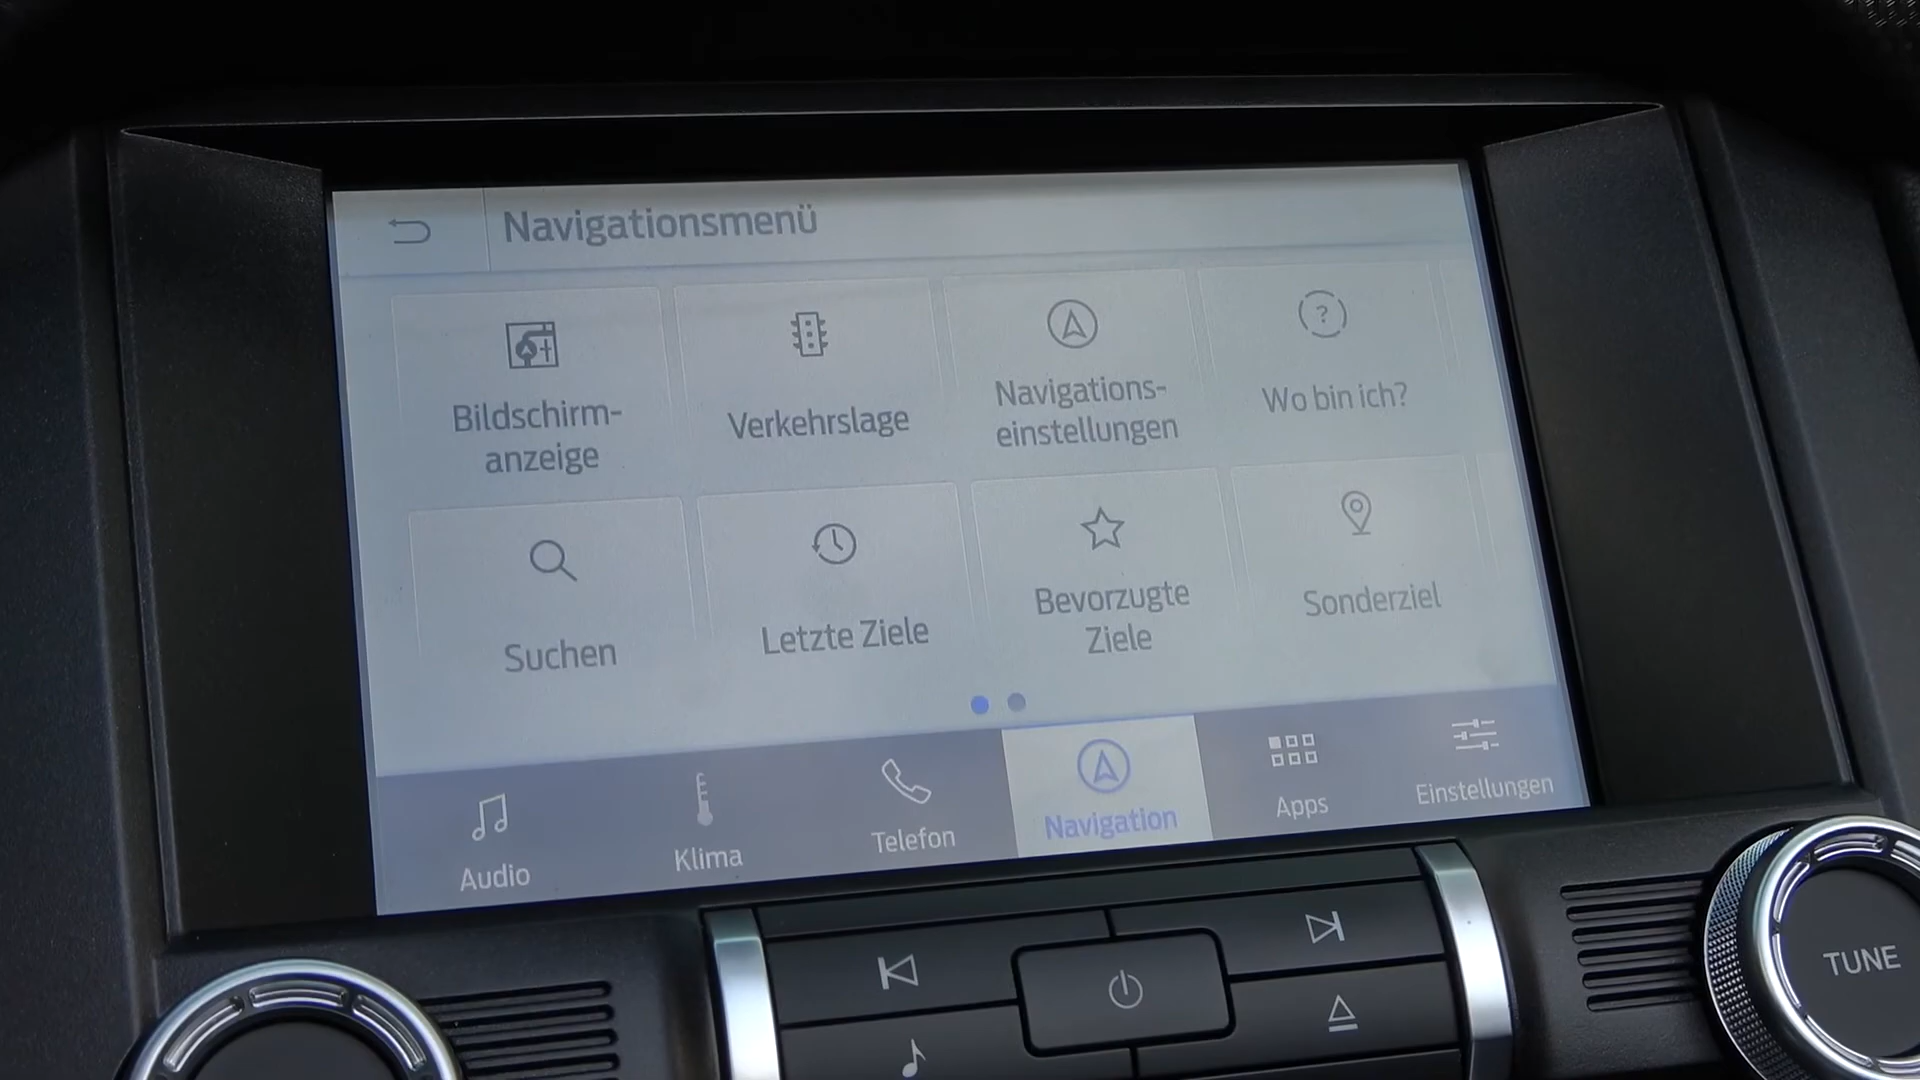 Navigationsmenü
Bildschirm-
anzeige
Verkehrslage
Navigations-
einstellungen
Wo bin ich?
Suchen
Letzte Ziele
Bevorzugte
Ziele
Sonderziel
Audio
Klima
Telefon
Navigation
Apps
Einstellungen
TUNE